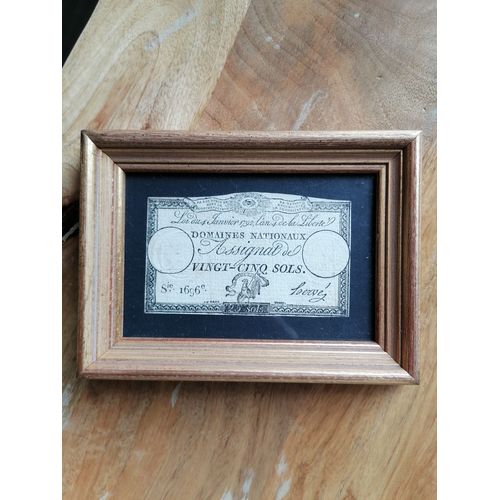 Loi du 4 Janvier 1792, L'an 4 de la Liberté
DOMAINES NATIONAUX.
Assignat de
VINGT-CINQ SOLS.
Sie. 1696e.
hervé